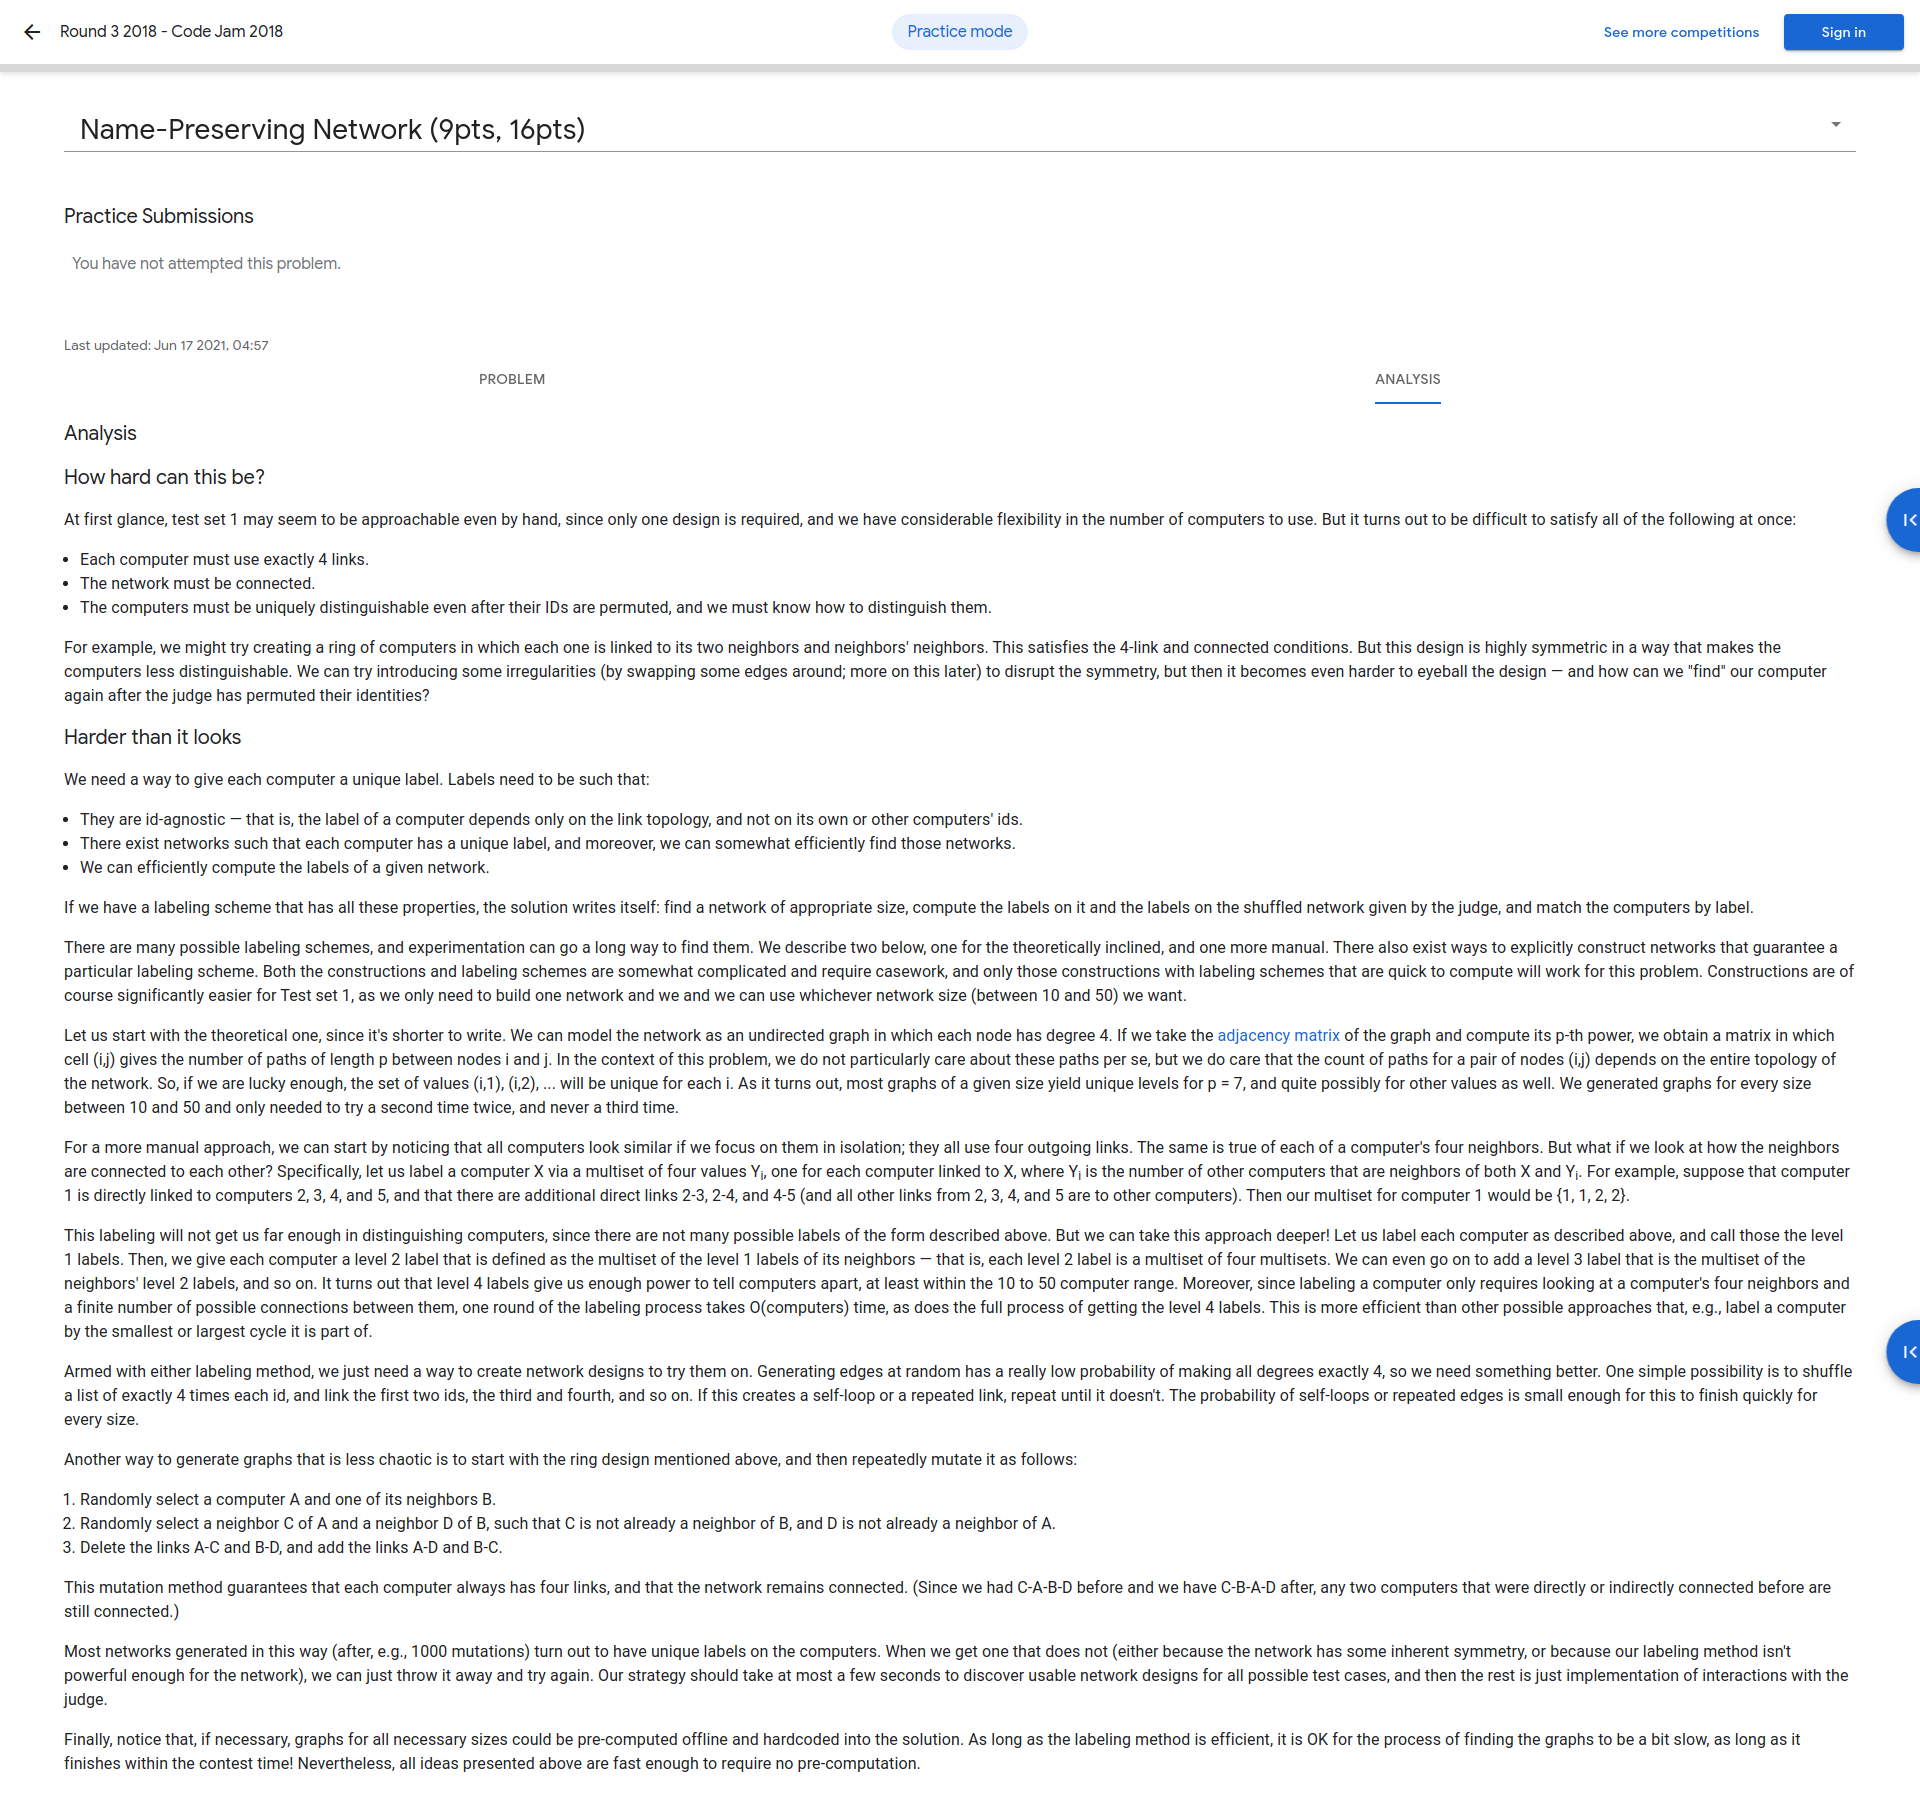 Round 3 2018 - Code Jam 2018
Practice mode
See more competitions
Sign in
Name-Preserving Network (9pts, 16pts)
Practice Submissions
You have not attempted this problem.
Last updated: Jun 17 2021, 04:57
PROBLEM
ANALYSIS
Analysis
How hard can this be?
At first glance, test set 1 may seem to be approachable even by hand, since only one design is required, and we have considerable flexibility in the number of computers to use. But it turns out to be difficult to satisfy all of the following at once:
• Each computer must use exactly 4 links.
• The network must be connected.
• The computers must be uniquely distinguishable even after their IDs are permuted, and we must know how to distinguish them.
For example, we might try creating a ring of computers in which each one is linked to its two neighbors and neighbors' neighbors. This satisfies the 4-link and connected conditions. But this design is highly symmetric in a way that makes the
computers less distinguishable. We can try introducing some irregularities (by swapping some edges around; more on this later) to disrupt the symmetry, but then it becomes even harder to eyeball the design — and how can we "find" our computer
again after the judge has permuted their identities?
Harder than it looks
We need a way to give each computer a unique label. Labels need to be such that:
• They are id-agnostic — that is, the label of a computer depends only on the link topology, and not on its own or other computers' ids.
• There exist networks such that each computer has a unique label, and moreover, we can somewhat efficiently find those networks.
• We can efficiently compute the labels of a given network.
If we have a labeling scheme that has all these properties, the solution writes itself: find a network of appropriate size, compute the labels on it and the labels on the shuffled network given by the judge, and match the computers by label.
There are many possible labeling schemes, and experimentation can go a long way to find them. We describe two below, one for the theoretically inclined, and one more manual. There also exist ways to explicitly construct networks that guarantee a
particular labeling scheme. Both the constructions and labeling schemes are somewhat complicated and require casework, and only those constructions with labeling schemes that are quick to compute will work for this problem. Constructions are of
course significantly easier for Test set 1, as we only need to build one network and we and we can use whichever network size (between 10 and 50) we want.
Let us start with the theoretical one, since it's shorter to write. We can model the network as an undirected graph in which each node has degree 4. If we take the adjacency matrix of the graph and compute its p-th power, we obtain a matrix in which
cell (i,j) gives the number of paths of length p between nodes i and j. In the context of this problem, we do not particularly care about these paths per se, but we do care that the count of paths for a pair of nodes (i,j) depends on the entire topology of
the network. So, if we are lucky enough, the set of values (i,1), (i,2), ... will be unique for each i. As it turns out, most graphs of a given size yield unique levels for p = 7, and quite possibly for other values as well. We generated graphs for every size
between 10 and 50 and only needed to try a second time twice, and never a third time.
For a more manual approach, we can start by noticing that all computers look similar if we focus on them in isolation; they all use four outgoing links. The same is true of each of a computer's four neighbors. But what if we look at how the neighbors
are connected to each other? Specifically, let us label a computer X via a multiset of four values Yi, one for each computer linked to X, where Yi is the number of other computers that are neighbors of both X and Yi. For example, suppose that computer
1 is directly linked to computers 2, 3, 4, and 5, and that there are additional direct links 2-3, 2-4, and 4-5 (and all other links from 2, 3, 4, and 5 are to other computers). Then our multiset for computer 1 would be {1, 1, 2, 2}.
This labeling will not get us far enough in distinguishing computers, since there are not many possible labels of the form described above. But we can take this approach deeper! Let us label each computer as described above, and call those the level
1 labels. Then, we give each computer a level 2 label that is defined as the multiset of the level 1 labels of its neighbors — that is, each level 2 label is a multiset of four multisets. We can even go on to add a level 3 label that is the multiset of the
neighbors' level 2 labels, and so on. It turns out that level 4 labels give us enough power to tell computers apart, at least within the 10 to 50 computer range. Moreover, since labeling a computer only requires looking at a computer's four neighbors and
a finite number of possible connections between them, one round of the labeling process takes O(computers) time, as does the full process of getting the level 4 labels. This is more efficient than other possible approaches that, e.g., label a computer
by the smallest or largest cycle it is part of.
Armed with either labeling method, we just need a way to create network designs to try them on. Generating edges at random has a really low probability of making all degrees exactly 4, so we need something better. One simple possibility is to shuffle
a list of exactly 4 times each id, and link the first two ids, the third and fourth, and so on. If this creates a self-loop or a repeated link, repeat until it doesn't. The probability of self-loops or repeated edges is small enough for this to finish quickly for
every size.
Another way to generate graphs that is less chaotic is to start with the ring design mentioned above, and then repeatedly mutate it as follows:
1. Randomly select a computer A and one of its neighbors B.
2. Randomly select a neighbor C of A and a neighbor D of B, such that C is not already a neighbor of B, and D is not already a neighbor of A.
3. Delete the links A-C and B-D, and add the links A-D and B-C.
This mutation method guarantees that each computer always has four links, and that the network remains connected. (Since we had C-A-B-D before and we have C-B-A-D after, any two computers that were directly or indirectly connected before are
still connected.)
Most networks generated in this way (after, e.g., 1000 mutations) turn out to have unique labels on the computers. When we get one that does not (either because the network has some inherent symmetry, or because our labeling method isn't
powerful enough for the network), we can just throw it away and try again. Our strategy should take at most a few seconds to discover usable network designs for all possible test cases, and then the rest is just implementation of interactions with the
judge.
Finally, notice that, if necessary, graphs for all necessary sizes could be pre-computed offline and hardcoded into the solution. As long as the labeling method is efficient, it is OK for the process of finding the graphs to be a bit slow, as long as it
finishes within the contest time! Nevertheless, all ideas presented above are fast enough to require no pre-computation.